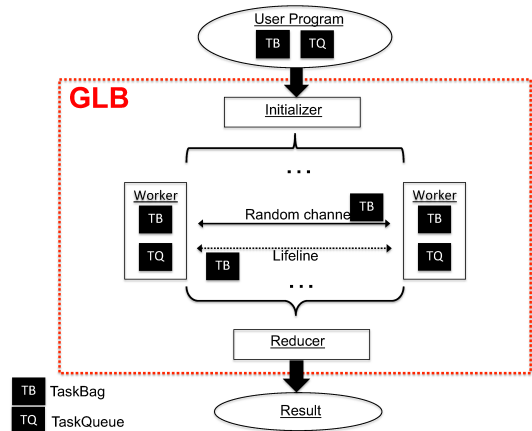 User Program
TB TQ
GLB
Initializer
...
Worker
Worker
TB
TB
TB
Random channel
TQ
TQ
Lifeline
TB
...
Reducer
TB TaskBag
TQ TaskQueue
Result